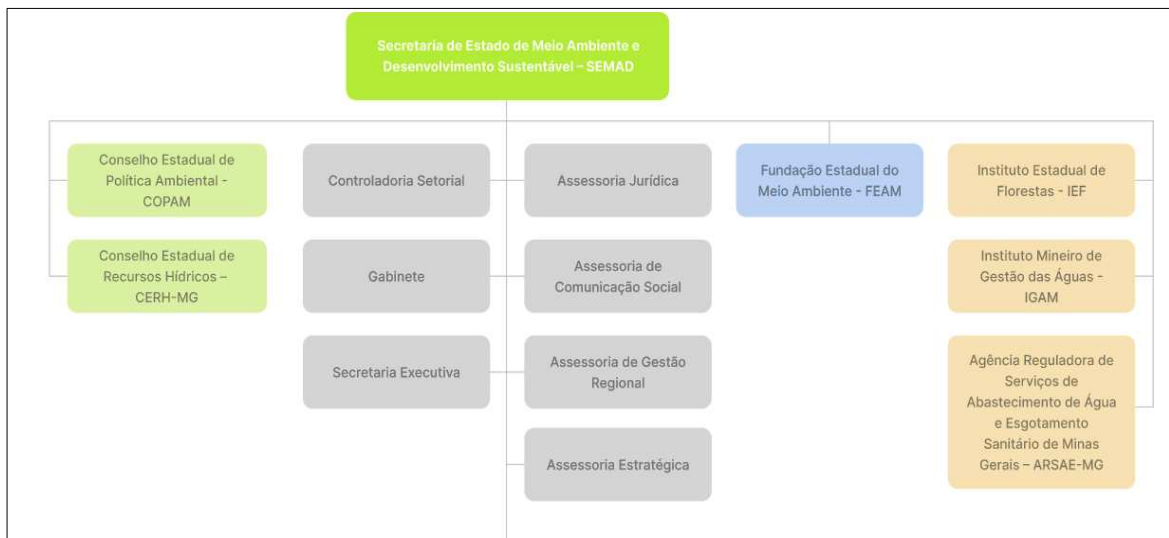 Secretaria de Estado de Meio Ambiente e
Desenvolvimento Sustentável – SEMAD
Conselho Estadual de
Política Ambiental -
COPAM
Controladoria Setorial
Assessoria Jurídica
Fundação Estadual do
Meio Ambiente - FEAM
Instituto Estadual de
Florestas - IEF
Conselho Estadual de
Recursos Hídricos –
CERH-MG
Gabinete
Assessoria de
Comunicação Social
Instituto Mineiro de
Gestão das Águas -
IGAM
Secretaria Executiva
Assessoria de Gestão
Regional
Agência Reguladora de
Serviços de
Abastecimento de Água
e Esgotamento
Sanitário de Minas
Gerais – ARSAE-MG
Assessoria Estratégica